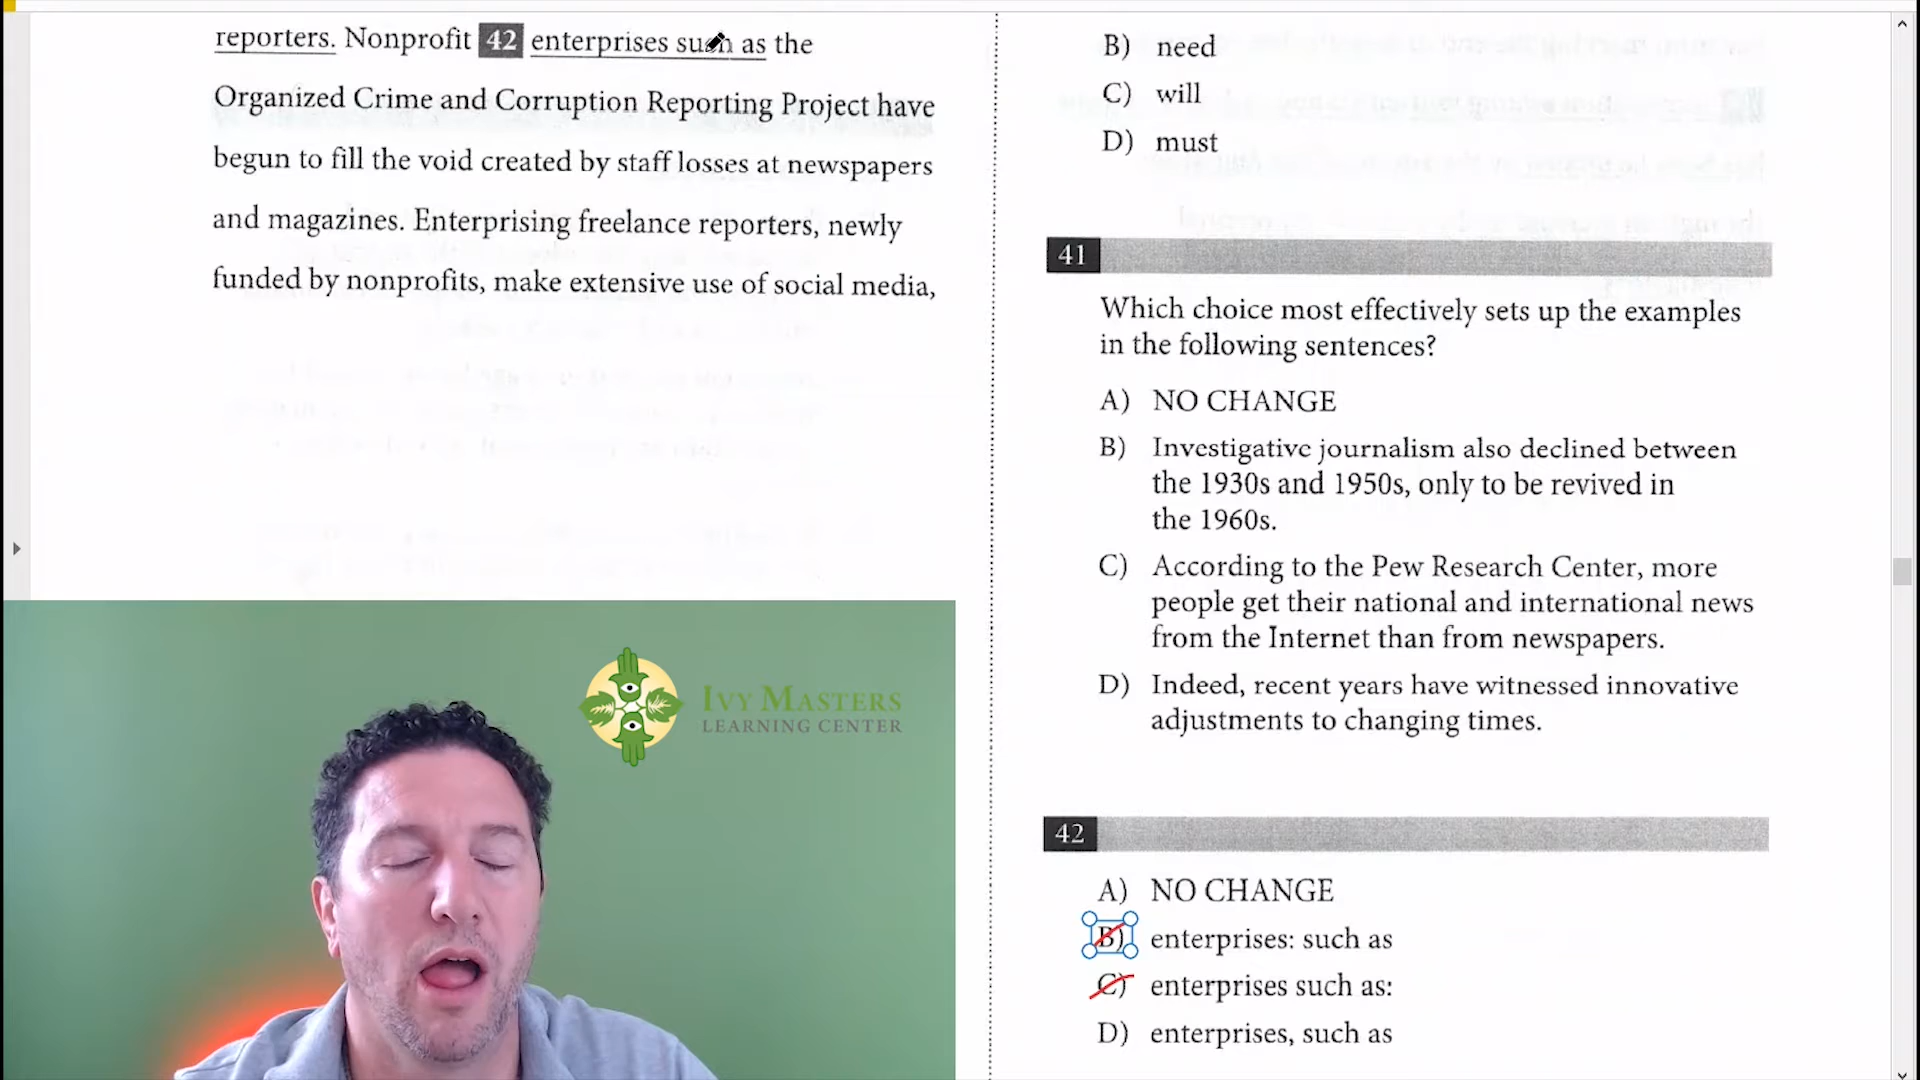 reporters. Nonprofit 42 enterprises such as the
Organized Crime and Corruption Reporting Project have
begun to fill the void created by staff losses at newspapers
and magazines. Enterprising freelance reporters, newly
funded by nonprofits, make extensive use of social media,
B) need
C) will
D) must
41
Which choice most effectively sets up the examples
in the following sentences?
A) NO CHANGE
B) Investigative journalism also declined between
the 1930s and 1950s, only to be revived in
the 1960s.
C) According to the Pew Research Center, more
people get their national and international news
from the Internet than from newspapers.
D) Indeed, recent years have witnessed innovative
adjustments to changing times.
42
A) NO CHANGE
B) enterprises: such as
C) enterprises such as:
D) enterprises, such as
IVY MASTERS
LEARNING CENTER